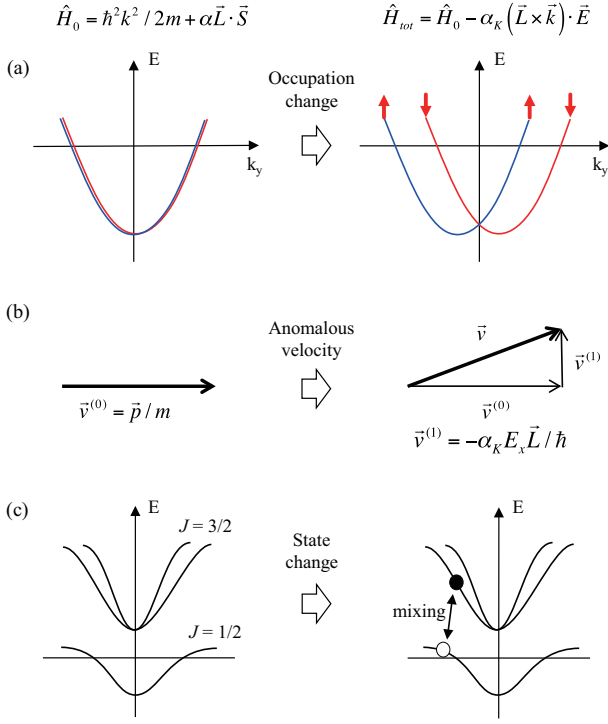 Ĥ₀ = ħ²k² / 2m + αL⃗ · S⃗
Ĥ_tot = Ĥ₀ − α_K (L⃗ × k⃗) · E⃗
(a)
E
k_y
Occupation
change
E
k_y
(b)
v⃗⁽⁰⁾ = p⃗ / m
Anomalous
velocity
v⃗
v⃗⁽¹⁾
v⃗⁽⁰⁾
v⃗⁽¹⁾ = −α_K E_x L⃗ / ħ
(c)
E
J = 3/2
J = 1/2
State
change
E
mixing